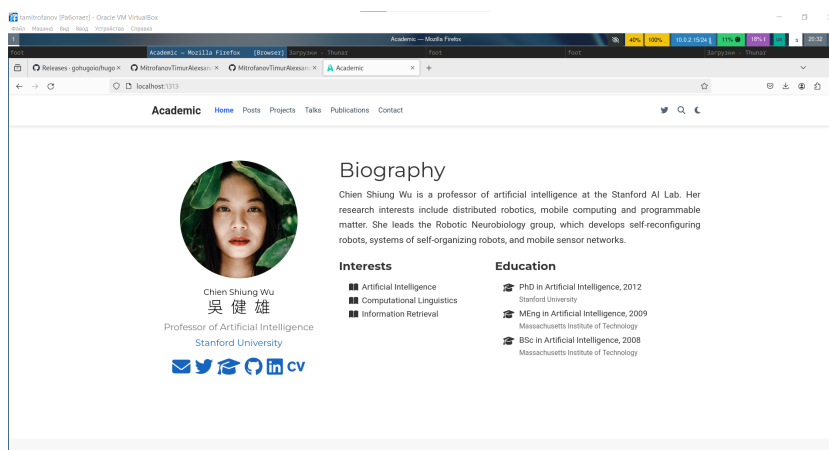 tamitrofanov [Работает] - Oracle VM VirtualBox
Файл Машина Вид Ввод Устройства Справка
1 Academic — Mozilla Firefox 40% 100% 10.0.2.15/24 11% 18% 20:32
foot Academic — Mozilla Firefox [Browser] Загрузки - Thunar foot foot Загрузки - Thunar
Releases · gohugoio/hugo MitrofanovTimurAlexsan MitrofanovTimurAlexsan Academic
localhost:1313
Academic Home Posts Projects Talks Publications Contact
Biography
Chien Shiung Wu is a professor of artificial intelligence at the Stanford AI Lab. Her
research interests include distributed robotics, mobile computing and programmable
matter. She leads the Robotic Neurobiology group, which develops self-reconfiguring
robots, systems of self-organizing robots, and mobile sensor networks.
Interests
Artificial Intelligence
Computational Linguistics
Information Retrieval
Education
PhD in Artificial Intelligence, 2012
Stanford University
MEng in Artificial Intelligence, 2009
Massachusetts Institute of Technology
BSc in Artificial Intelligence, 2008
Massachusetts Institute of Technology
Chien Shiung Wu
吳健雄
Professor of Artificial Intelligence
Stanford University
in CV